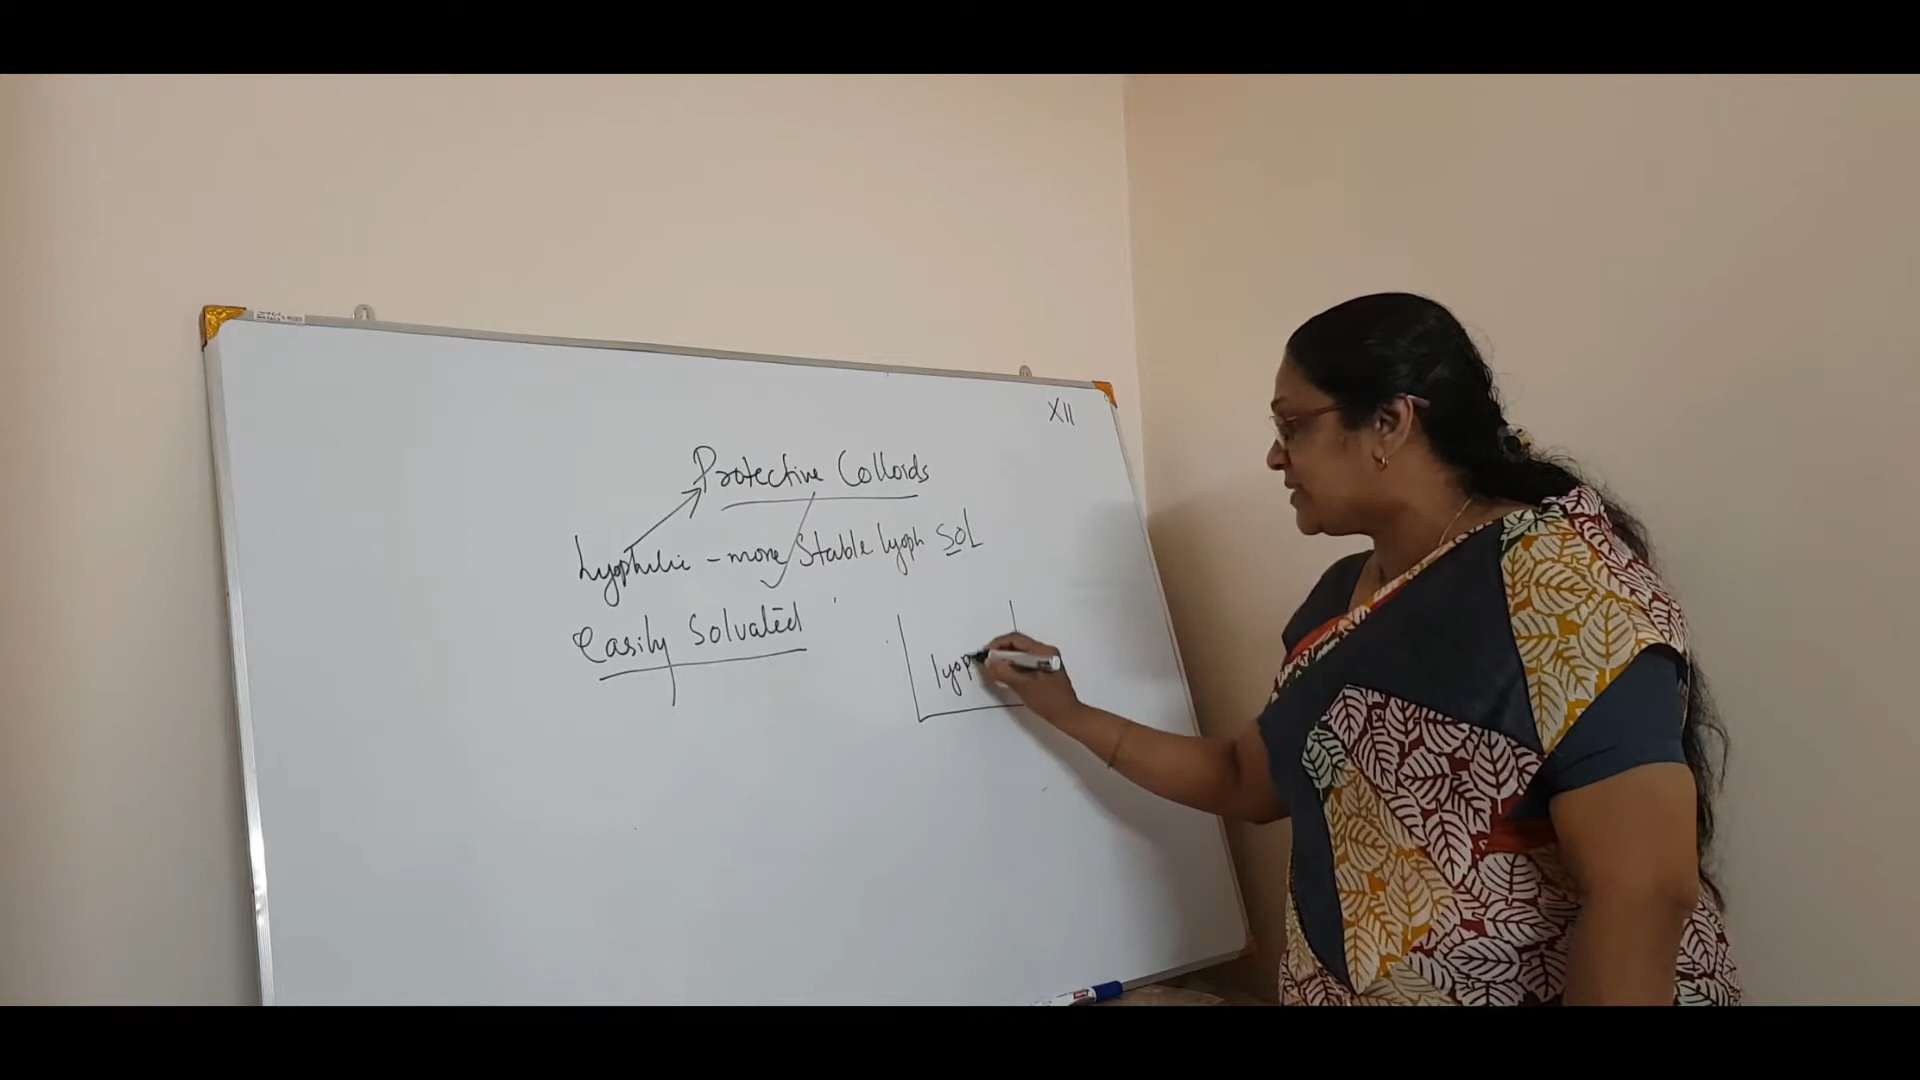 XII
Protective Colloids
Lyophilic - more stable lyoph SOL
Easily Solvated
lyop